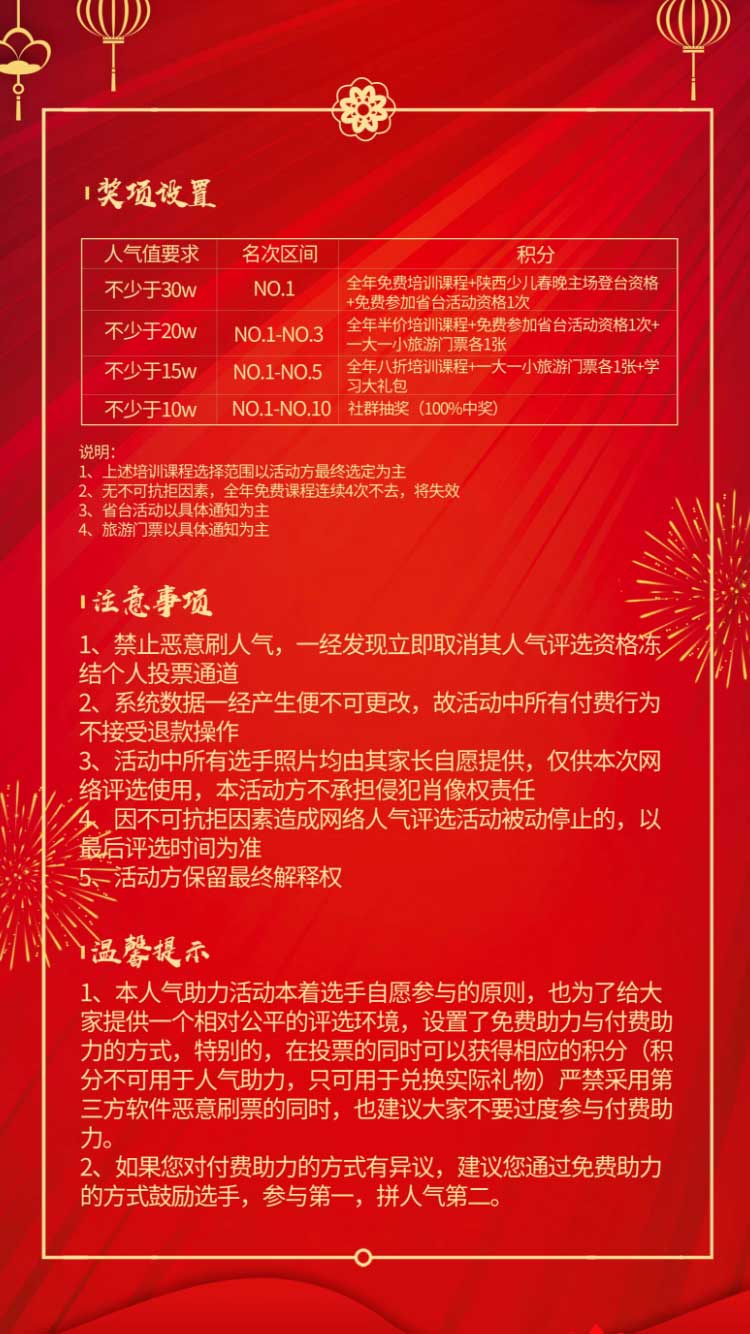 奖项设置
人气值要求 名次区间 积分
不少于30w NO.1 全年免费培训课程+陕西少儿春晚主场登台资格
+免费参加省台活动资格1次
不少于20w NO.1-NO.3 全年半价培训课程+免费参加省台活动资格1次+
一大一小旅游门票各1张
不少于15w NO.1-NO.5 全年八折培训课程+一大一小旅游门票各1张+学
习大礼包
不少于10w NO.1-NO.10 社群抽奖（100%中奖）
说明：
1、上述培训课程选择范围以活动方最终选定为主
2、无不可抗拒因素，全年免费课程连续4次不去，将失效
3、省台活动以具体通知为主
4、旅游门票以具体通知为主
注意事项
1、禁止恶意刷人气，一经发现立即取消其人气评选资格冻
结个人投票通道
2、系统数据一经产生便不可更改，故活动中所有付费行为
不接受退款操作
3、活动中所有选手照片均由其家长自愿提供，仅供本次网
络评选使用，本活动方不承担侵犯肖像权责任
4、因不可抗拒因素造成网络人气评选活动被动停止的，以
最后评选时间为准
5、活动方保留最终解释权
温馨提示
1、本人气助力活动本着选手自愿参与的原则，也为了给大
家提供一个相对公平的评选环境，设置了免费助力与付费助
力的方式，特别的，在投票的同时可以获得相应的积分（积
分不可用于人气助力，只可用于兑换实际礼物）严禁采用第
三方软件恶意刷票的同时，也建议大家不要过度参与付费助
力。
2、如果您对付费助力的方式有异议，建议您通过免费助力
的方式鼓励选手，参与第一，拼人气第二。